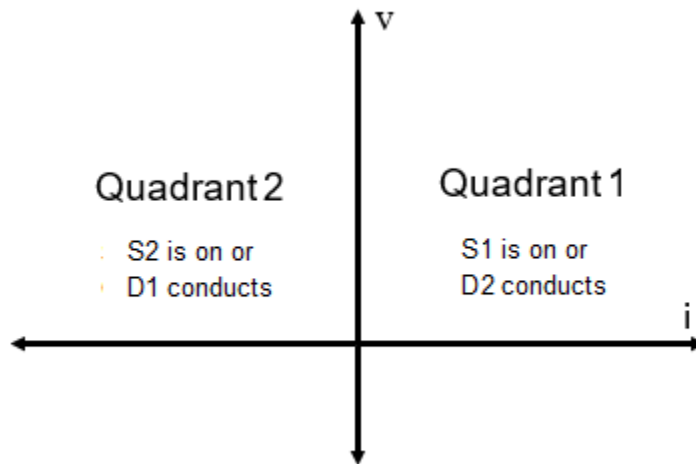 v
Quadrant 2
Quadrant 1
S2 is on or
D1 conducts
S1 is on or
D2 conducts
i